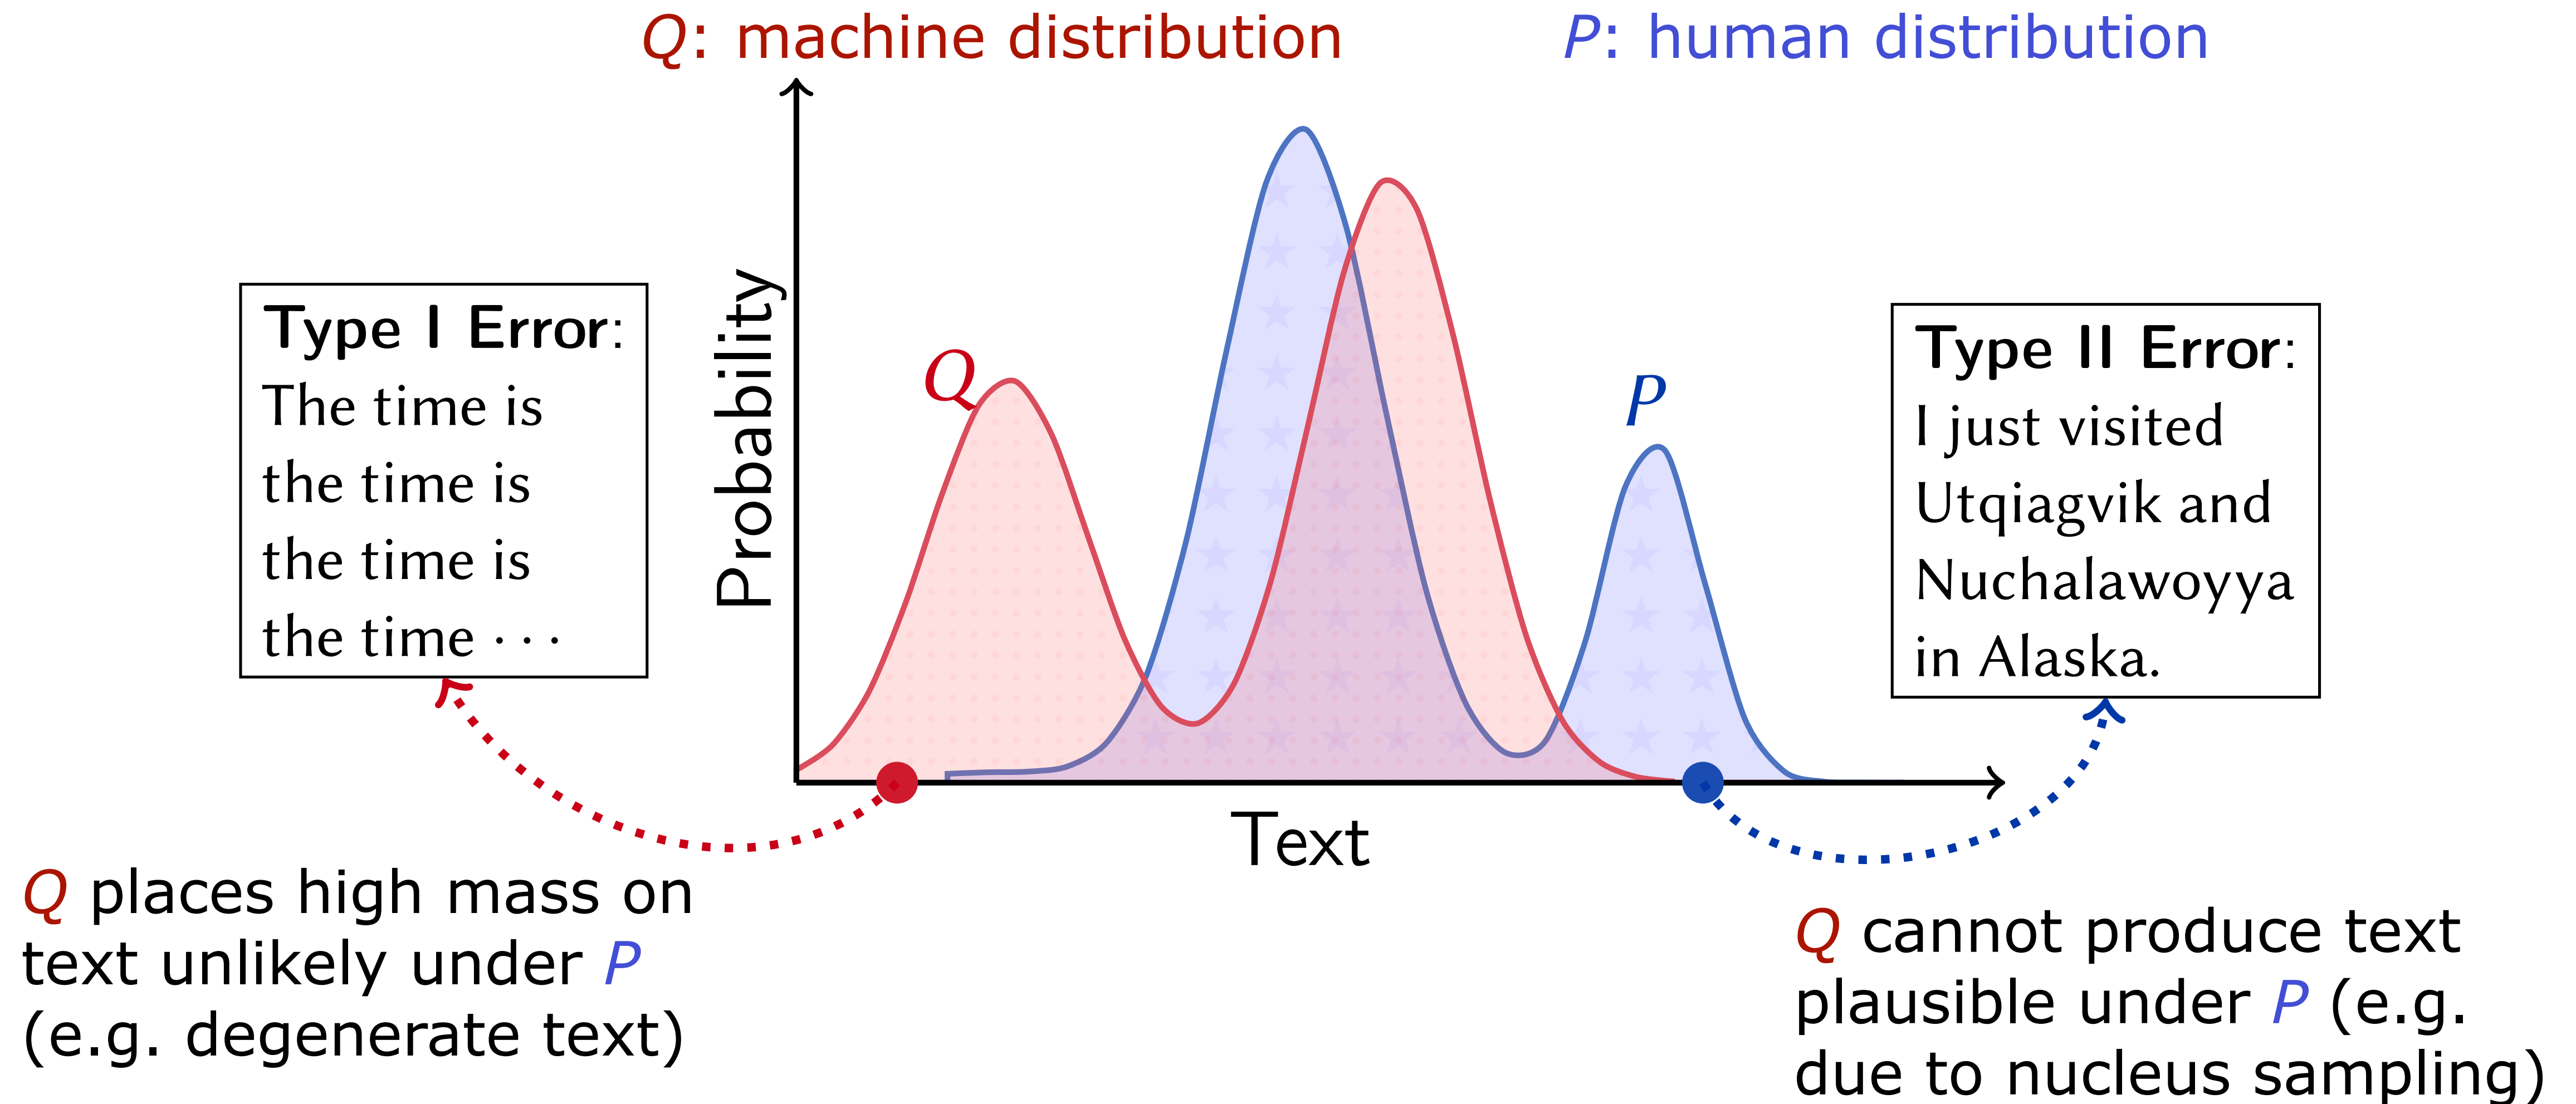 Q: machine distribution
P: human distribution
Type I Error:
The time is
the time is
the time is
the time · · ·
Probability
Q
P
Type II Error:
I just visited
Utqiagvik and
Nuchalawoyya
in Alaska.
Text
Q places high mass on
text unlikely under P
(e.g. degenerate text)
Q cannot produce text
plausible under P (e.g.
due to nucleus sampling)